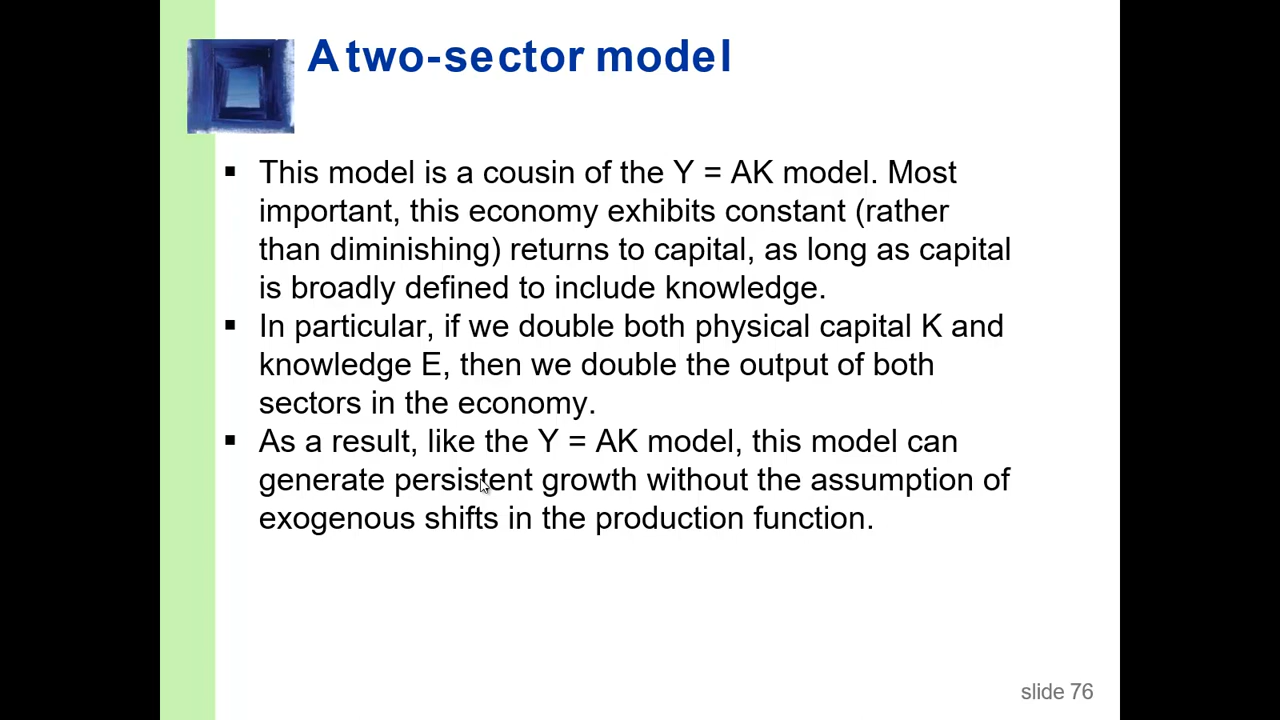 A two-sector model
▪ This model is a cousin of the Y = AK model. Most
important, this economy exhibits constant (rather
than diminishing) returns to capital, as long as capital
is broadly defined to include knowledge.
▪ In particular, if we double both physical capital K and
knowledge E, then we double the output of both
sectors in the economy.
▪ As a result, like the Y = AK model, this model can
generate persistent growth without the assumption of
exogenous shifts in the production function.
slide 76